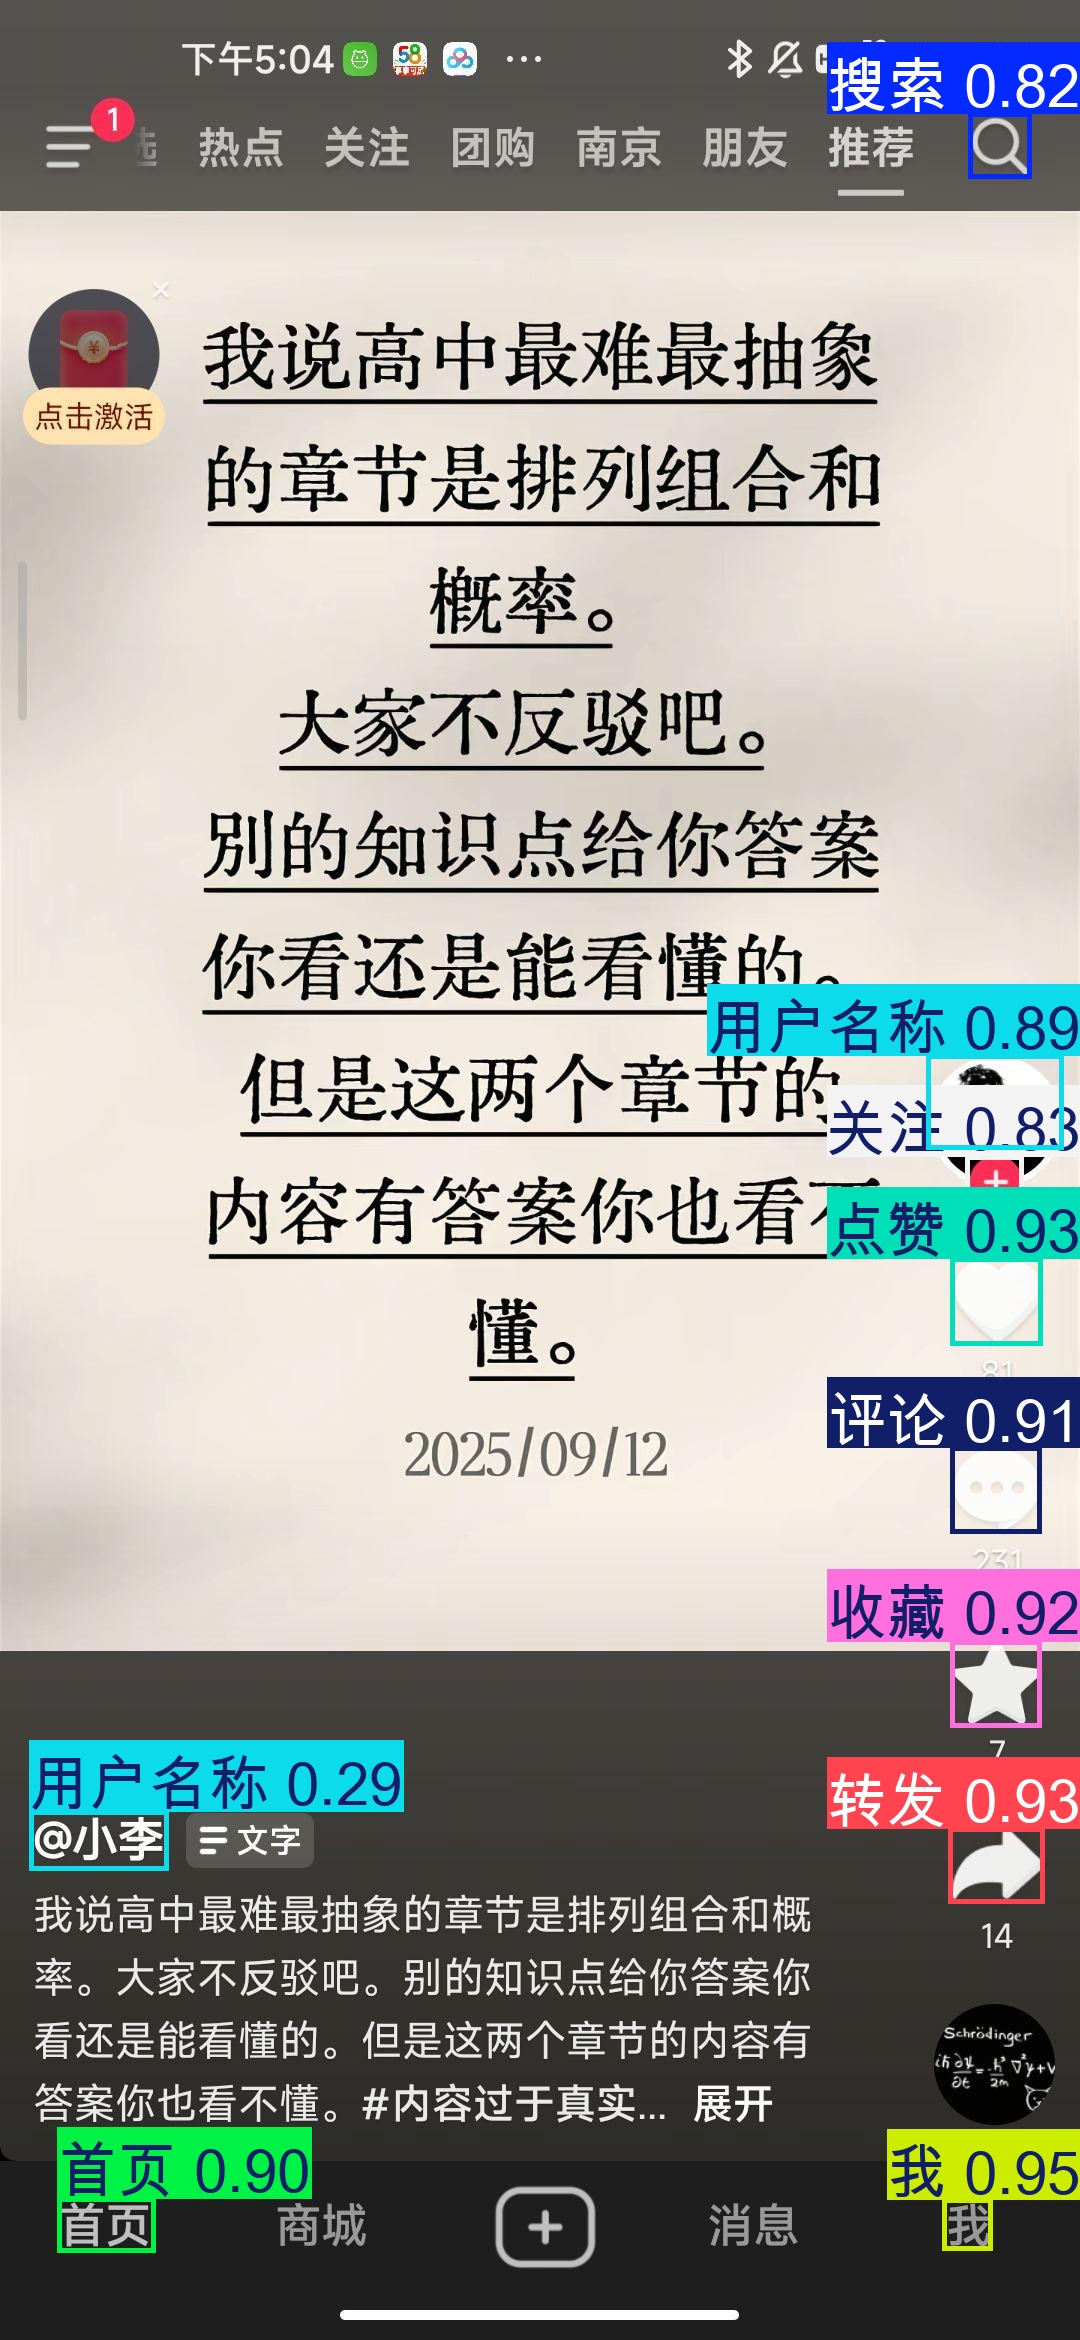 下午5:04
58
搜索 0.82
1
热点 关注 团购 南京 朋友 推荐
点击激活
我说高中最难最抽象
的章节是排列组合和
概率。
大家不反驳吧。
别的知识点给你答案
你看还是能看懂的。
但是这两个章节的
内容有答案你也看不
懂。
2025/09/12
用户名称 0.89
关注 0.83
点赞 0.93
81
评论 0.91
231
收藏 0.92
7
转发 0.93
14
用户名称 0.29
@小李 文字
我说高中最难最抽象的章节是排列组合和概
率。大家不反驳吧。别的知识点给你答案你
看还是能看懂的。但是这两个章节的内容有
答案你也看不懂。#内容过于真实... 展开
Schrödinger
首页 0.90
我 0.95
首页 商城 消息 我